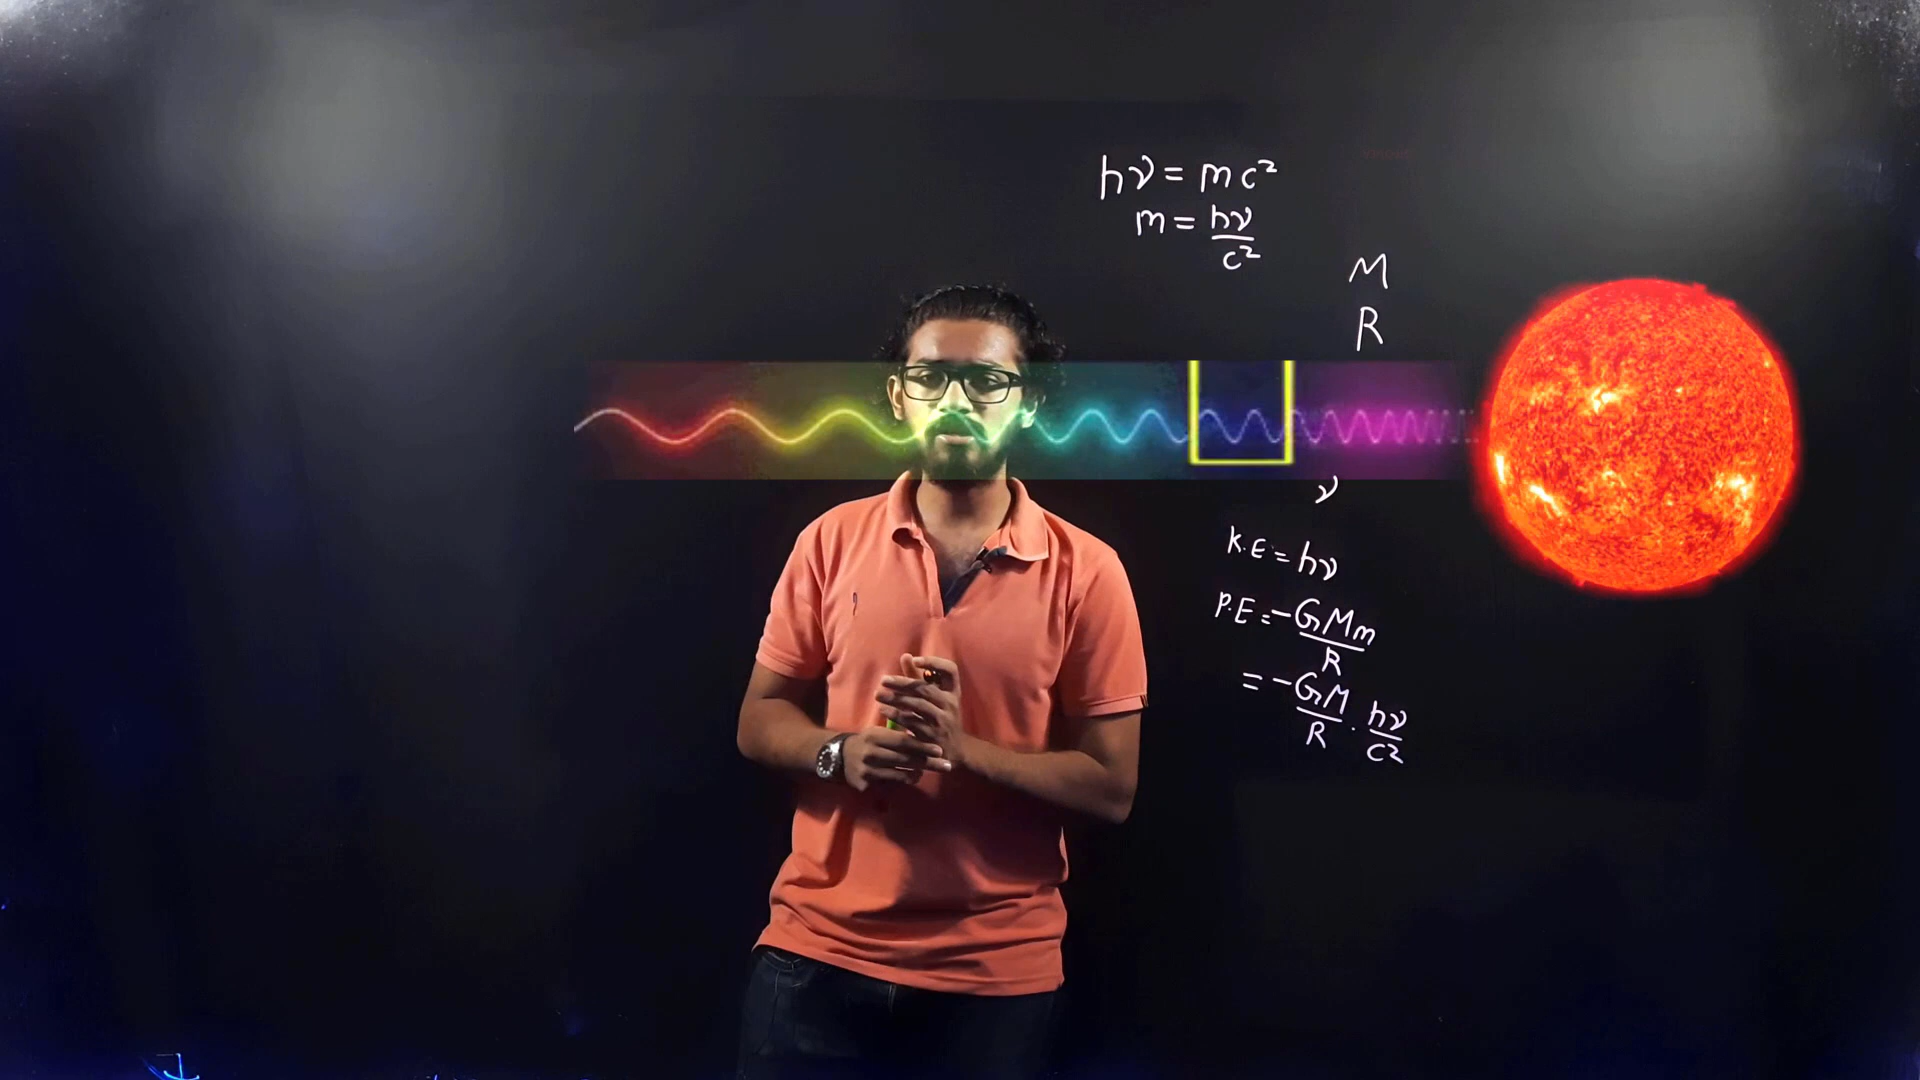 hν = mc²
m = hν/c²
M
R
ν
K.E = hν
P.E = -GMm/R
= -GM/R . hν/c²